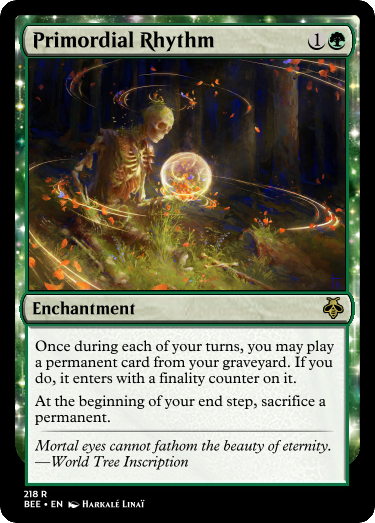 Primordial Rhythm 1
Enchantment
Once during each of your turns, you may play
a permanent card from your graveyard. If you
do, it enters with a finality counter on it.
At the beginning of your end step, sacrifice a
permanent.
Mortal eyes cannot fathom the beauty of eternity.
—World Tree Inscription
218 R
BEE • EN Harkalé Linaï